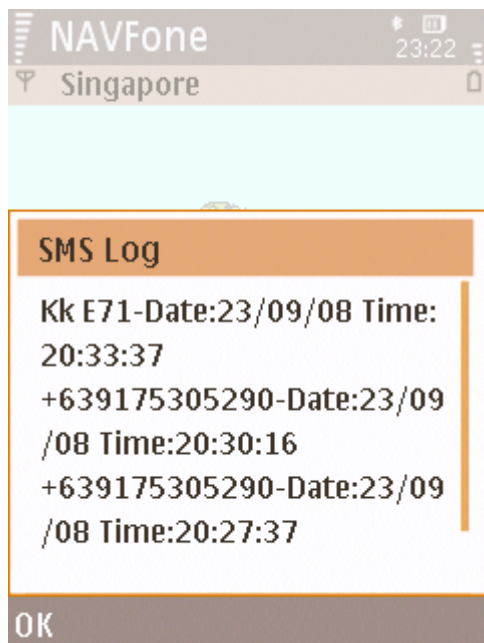 NAVFone
23:22
Singapore
SMS Log
Kk E71-Date:23/09/08 Time:
20:33:37
+639175305290-Date:23/09
/08 Time:20:30:16
+639175305290-Date:23/09
/08 Time:20:27:37
OK